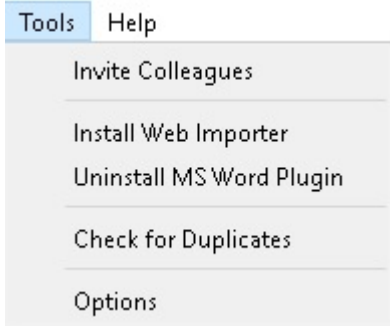 Tools Help
Invite Colleagues
Install Web Importer
Uninstall MS Word Plugin
Check for Duplicates
Options